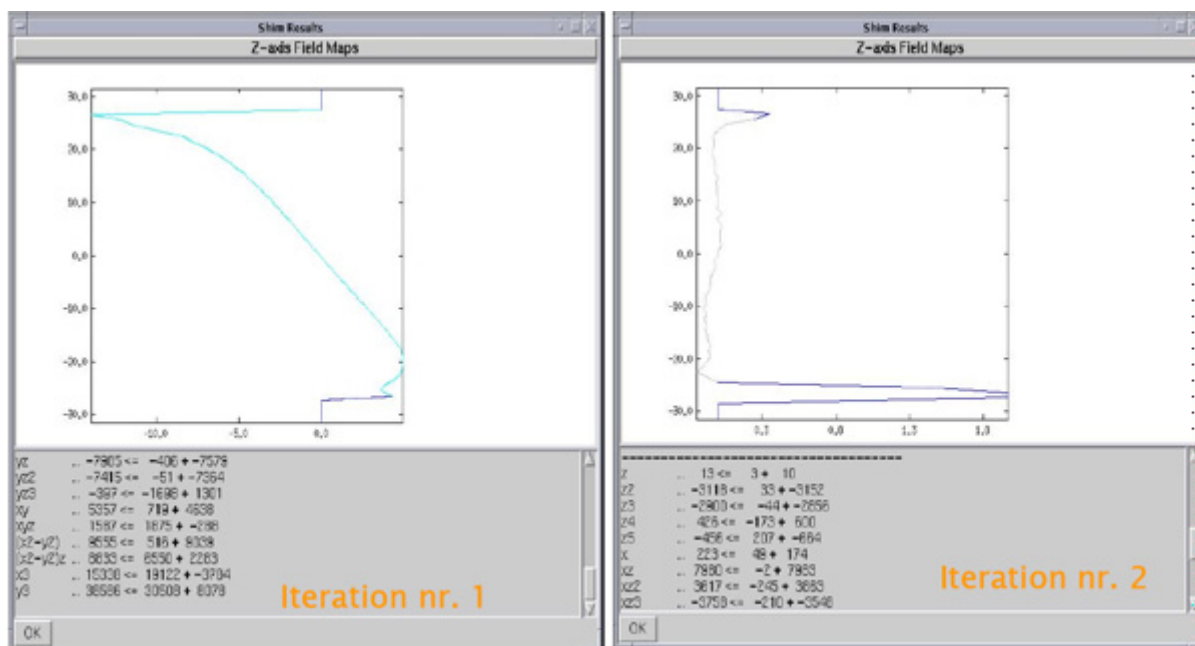 Shim Results
Z-axis Field Maps
30.0
20.0
10.0
0.0
-10.0
-20.0
-30.0
-10.0 -5.0 0.0
yz .. -7985 <= -406 + -7579
yz2 .. -7415 <= -51 + -7364
yz3 .. -397 <= -1698 + 1301
xy .. 5357 <= 719 + 4638
xyz .. 1587 <= 1875 + -288
(x2-y2) .. 9555 <= 516 + 9039
(x2-y2)z .. 8833 <= 6550 + 2283
x3 .. 15338 <= 19122 + -3784
y3 .. 38586 <= 30508 + 8078
Iteration nr. 1
OK
Shim Results
Z-axis Field Maps
30.0
20.0
10.0
0.0
-10.0
-20.0
-30.0
z .. 13 <= 3 + 10
z2 .. -3118 <= 33 + -3152
z3 .. -2900 <= -44 + -2856
z4 .. 426 <= -173 + 600
z5 .. -456 <= 207 + -664
x .. 223 <= 49 + 174
xz .. 7980 <= -2 + 7983
xz2 .. 3617 <= -245 + 3863
xz3 .. -3758 <= -210 + -3548
Iteration nr. 2
OK